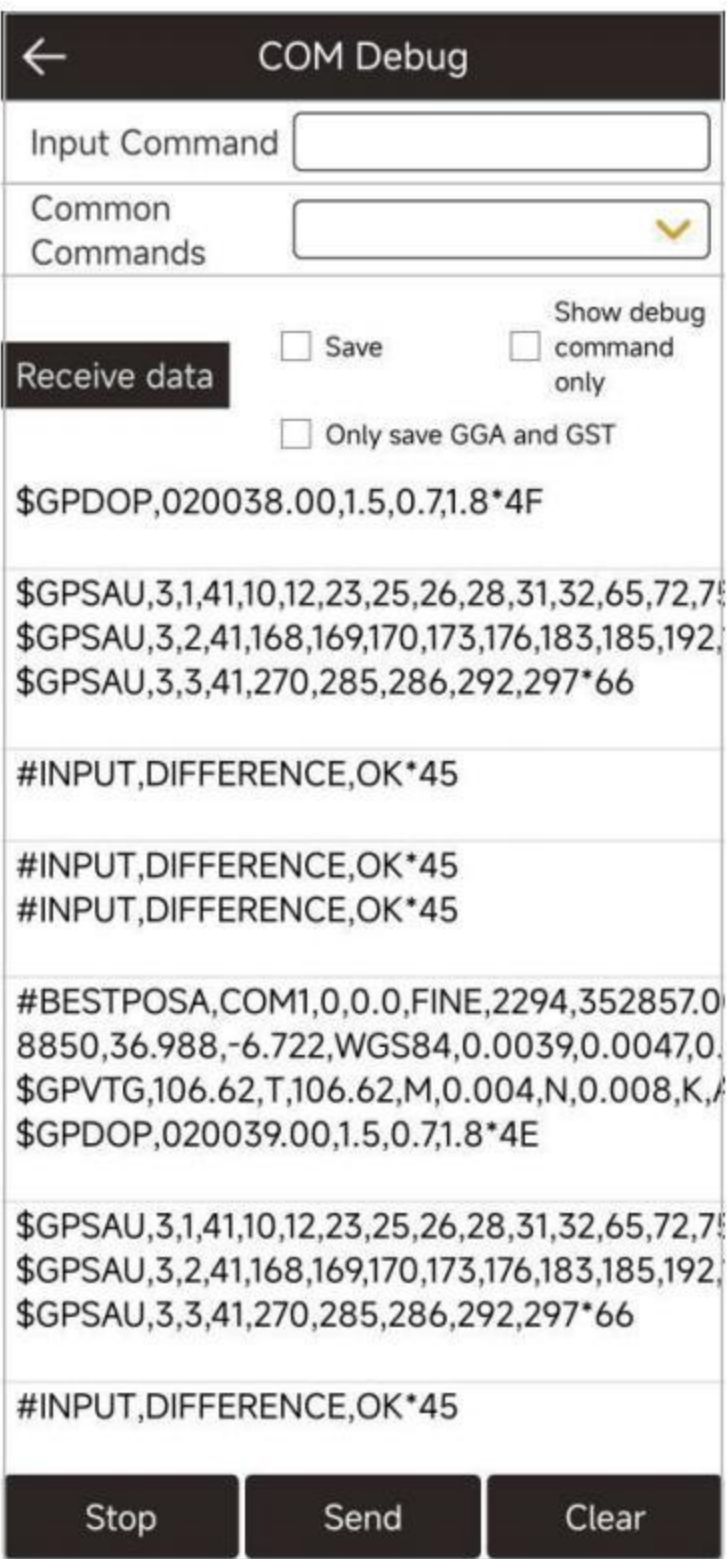 COM Debug
Input Command
Common
Commands
Receive data
Save
Show debug
command
only
Only save GGA and GST
$GPDOP,020038.00,1.5,0.7,1.8*4F
$GPSAU,3,1,41,10,12,23,25,26,28,31,32,65,72,7
$GPSAU,3,2,41,168,169,170,173,176,183,185,192,
$GPSAU,3,3,41,270,285,286,292,297*66
#INPUT,DIFFERENCE,OK*45
#INPUT,DIFFERENCE,OK*45
#INPUT,DIFFERENCE,OK*45
#BESTPOSA,COM1,0,0.0,FINE,2294,352857.0
8850,36.988,-6.722,WGS84,0.0039,0.0047,0.
$GPVTG,106.62,T,106.62,M,0.004,N,0.008,K,
$GPDOP,020039.00,1.5,0.7,1.8*4E
$GPSAU,3,1,41,10,12,23,25,26,28,31,32,65,72,7
$GPSAU,3,2,41,168,169,170,173,176,183,185,192,
$GPSAU,3,3,41,270,285,286,292,297*66
#INPUT,DIFFERENCE,OK*45
Stop
Send
Clear